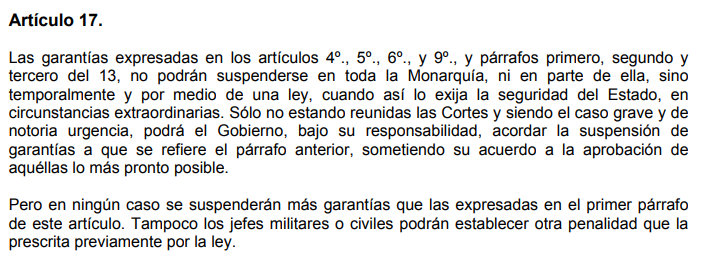 Artículo 17.
Las garantías expresadas en los artículos 4º., 5º., 6º., y 9º., y párrafos primero, segundo y
tercero del 13, no podrán suspenderse en toda la Monarquía, ni en parte de ella, sino
temporalmente y por medio de una ley, cuando así lo exija la seguridad del Estado, en
circunstancias extraordinarias. Sólo no estando reunidas las Cortes y siendo el caso grave y de
notoria urgencia, podrá el Gobierno, bajo su responsabilidad, acordar la suspensión de
garantías a que se refiere el párrafo anterior, sometiendo su acuerdo a la aprobación de
aquéllas lo más pronto posible.
Pero en ningún caso se suspenderán más garantías que las expresadas en el primer párrafo
de este artículo. Tampoco los jefes militares o civiles podrán establecer otra penalidad que la
prescrita previamente por la ley.